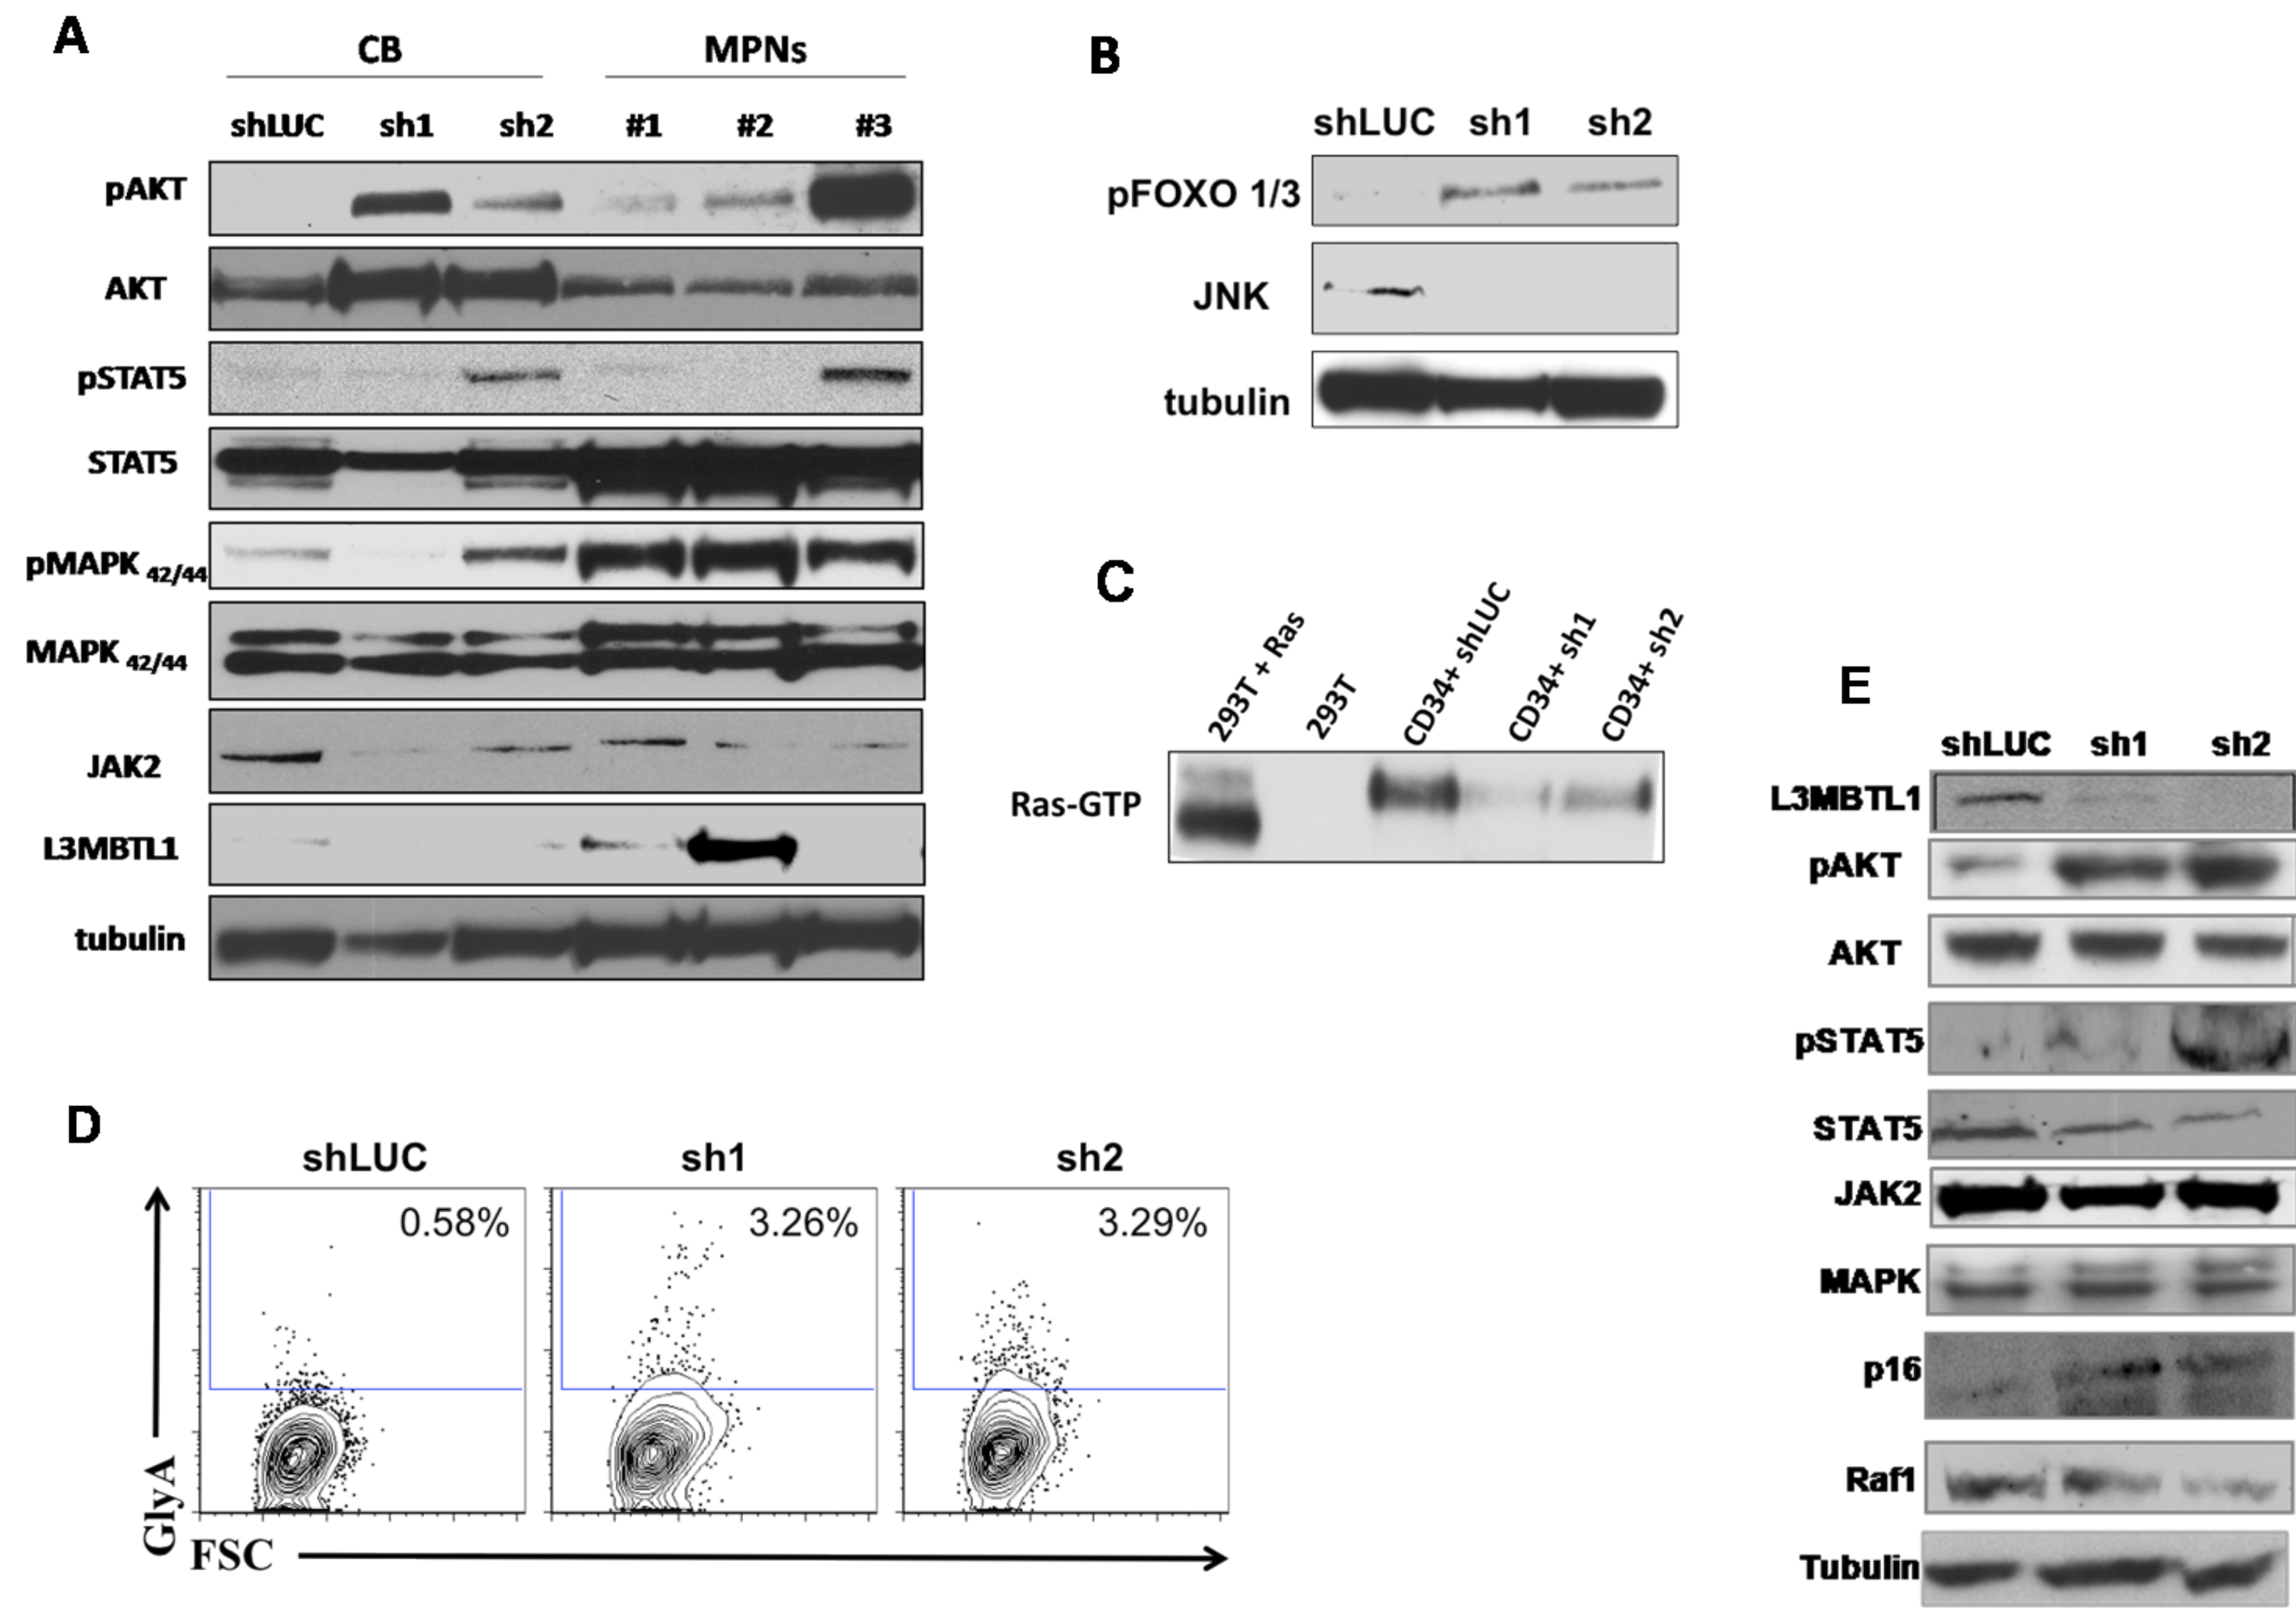 A
CB MPNs
shLUC sh1 sh2 #1 #2 #3
pAKT
AKT
pSTAT5
STAT5
pMAPK 42/44
MAPK 42/44
JAK2
L3MBTL1
tubulin
B
shLUC sh1 sh2
pFOXO 1/3
JNK
tubulin
C
293T + Ras
293T
CD34+ shLUC
CD34+ sh1
CD34+ sh2
Ras-GTP
D
shLUC sh1 sh2
0.58% 3.26% 3.29%
GlyA
FSC
E
shLUC sh1 sh2
L3MBTL1
pAKT
AKT
pSTAT5
STAT5
JAK2
MAPK
p16
Raf1
Tubulin